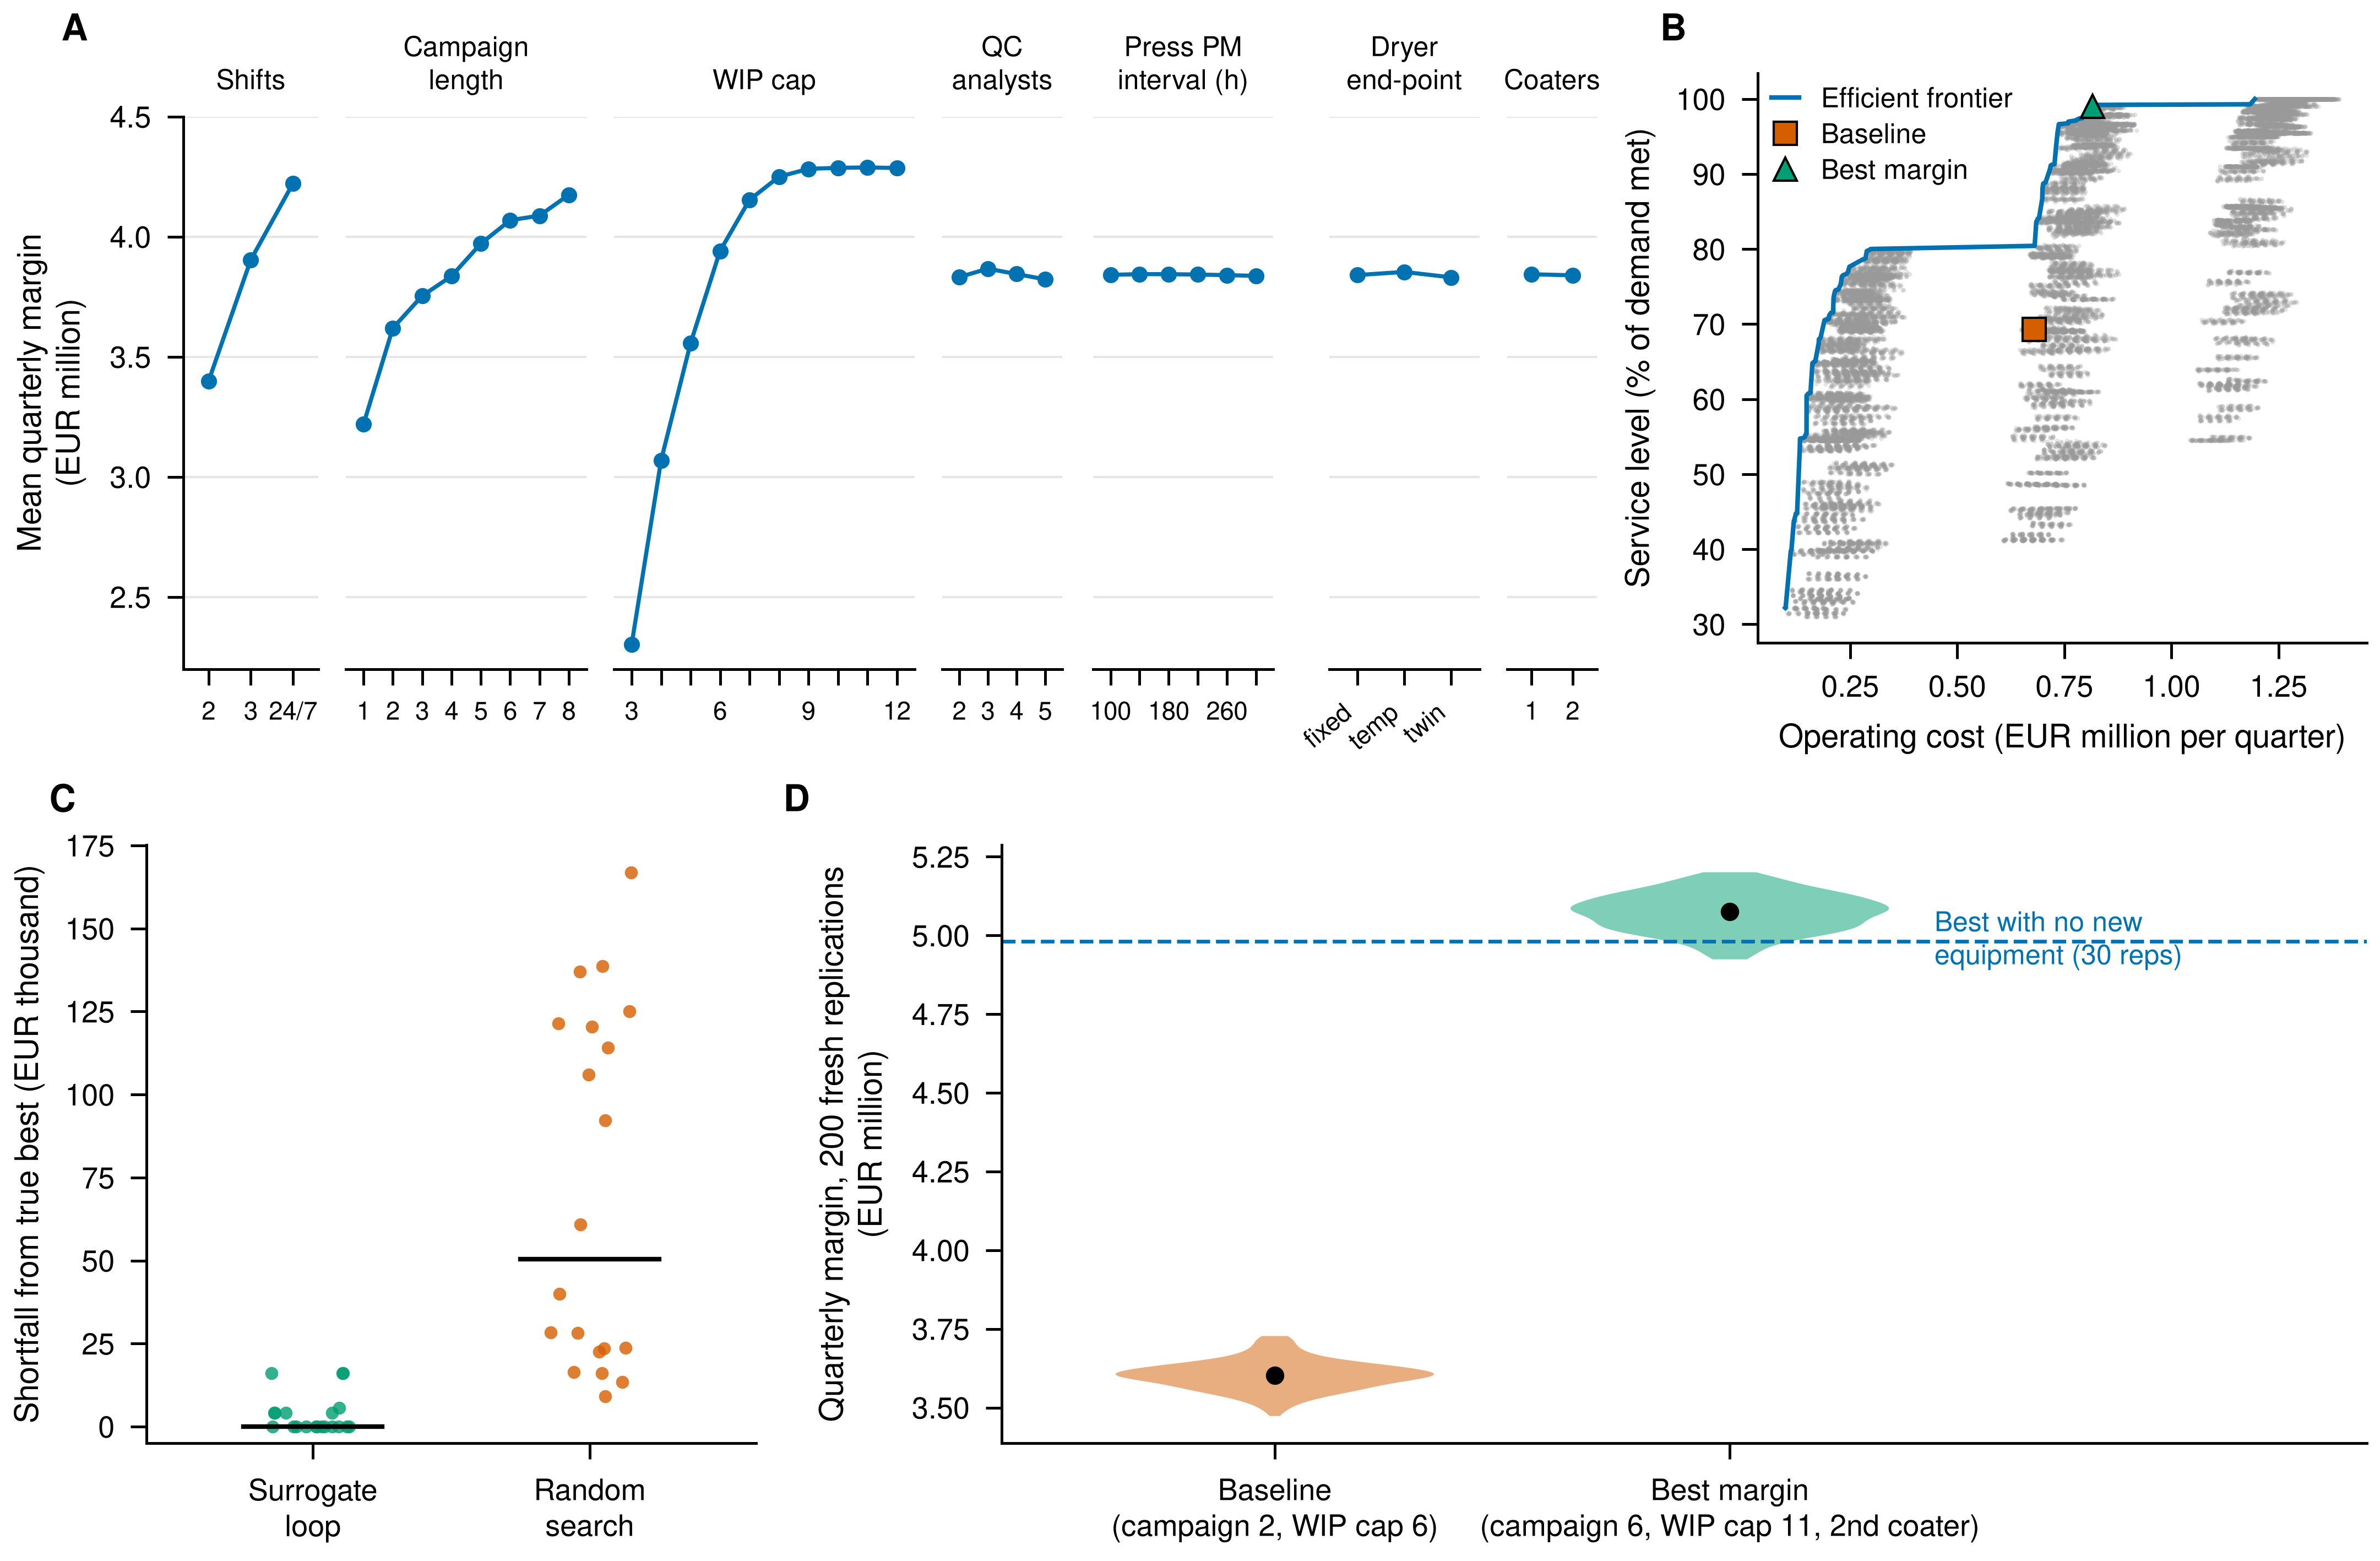 A
Shifts
Campaign
length
WIP cap
QC
analysts
Press PM
interval (h)
Dryer
end-point
Coaters
Mean quarterly margin
(EUR million)
4.5
4.0
3.5
3.0
2.5
2 3 24/7
1 2 3 4 5 6 7 8
3 6 9 12
2 3 4 5
100 180 260
fixed temp twin
1 2
B
Efficient frontier
Baseline
Best margin
Service level (% of demand met)
100
90
80
70
60
50
40
30
0.25 0.50 0.75 1.00 1.25
Operating cost (EUR million per quarter)
C
Shortfall from true best (EUR thousand)
175
150
125
100
75
50
25
0
Surrogate
loop
Random
search
D
Quarterly margin, 200 fresh replications
(EUR million)
5.25
5.00
4.75
4.50
4.25
4.00
3.75
3.50
Best with no new
equipment (30 reps)
Baseline
(campaign 2, WIP cap 6)
Best margin
(campaign 6, WIP cap 11, 2nd coater)